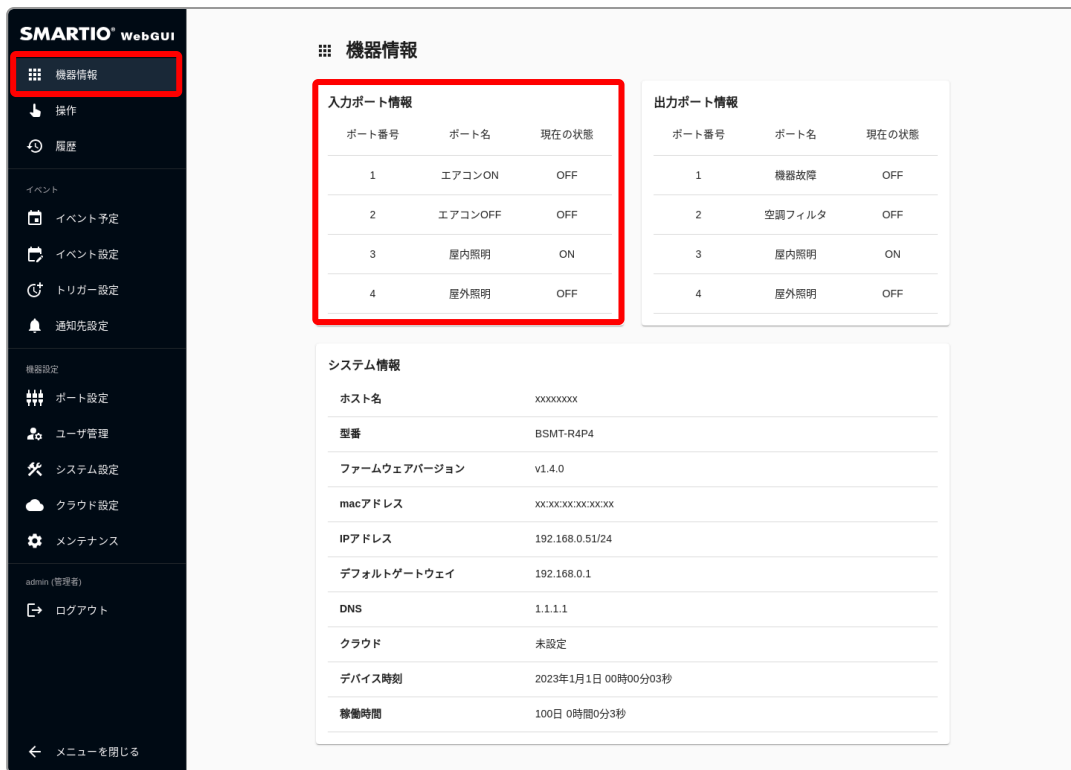 SMARTIO® WebGUI
機器情報
操作
履歴
イベント
イベント予定
イベント設定
トリガー設定
通知先設定
機器設定
ポート設定
ユーザ管理
システム設定
クラウド設定
メンテナンス
admin (管理者)
ログアウト
メニューを閉じる
機器情報
入力ポート情報
ポート番号 ポート名 現在の状態
1 エアコンON OFF
2 エアコンOFF OFF
3 屋内照明 ON
4 屋外照明 OFF
出力ポート情報
ポート番号 ポート名 現在の状態
1 機器故障 OFF
2 空調フィルタ OFF
3 屋内照明 ON
4 屋外照明 OFF
システム情報
ホスト名 xxxxxxxx
型番 BSMT-R4P4
ファームウェアバージョン v1.4.0
macアドレス xx:xx:xx:xx:xx:xx
IPアドレス 192.168.0.51/24
デフォルトゲートウェイ 192.168.0.1
DNS 1.1.1.1
クラウド 未設定
デバイス時刻 2023年1月1日 00時00分03秒
稼働時間 100日 0時間0分3秒